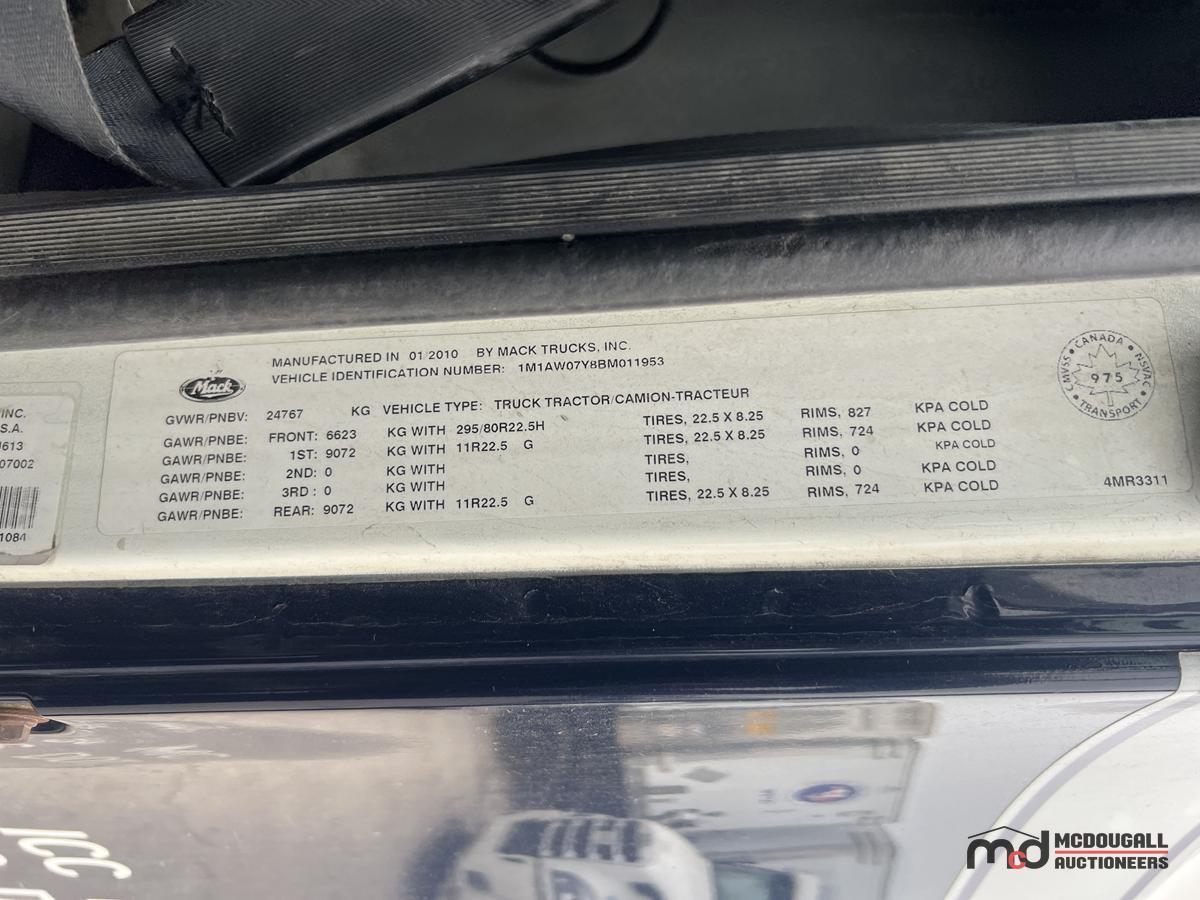 MANUFACTURED IN 01/2010 BY MACK TRUCKS, INC.
VEHICLE IDENTIFICATION NUMBER: 1M1AW07Y8BM011953
Mack
GVWR/PNBV: 24767 KG VEHICLE TYPE: TRUCK TRACTOR/CAMION-TRACTEUR
GAWR/PNBE: FRONT: 6623 KG WITH 295/80R22.5H TIRES, 22.5 X 8.25 RIMS, 827 KPA COLD
GAWR/PNBE: 1ST: 9072 KG WITH 11R22.5 G TIRES, 22.5 X 8.25 RIMS, 724 KPA COLD
GAWR/PNBE: 2ND: 0 KG WITH TIRES, RIMS, 0 KPA COLD
GAWR/PNBE: 3RD : 0 KG WITH TIRES, RIMS, 0 KPA COLD
GAWR/PNBE: REAR: 9072 KG WITH 11R22.5 G TIRES, 22.5 X 8.25 RIMS, 724 KPA COLD
CANADA
CMVSS 975 NSVAC
TRANSPORT
4MR3311
INC.
S.A.
613
07002
1084
ICC
mcd MCDOUGALL
AUCTIONEERS